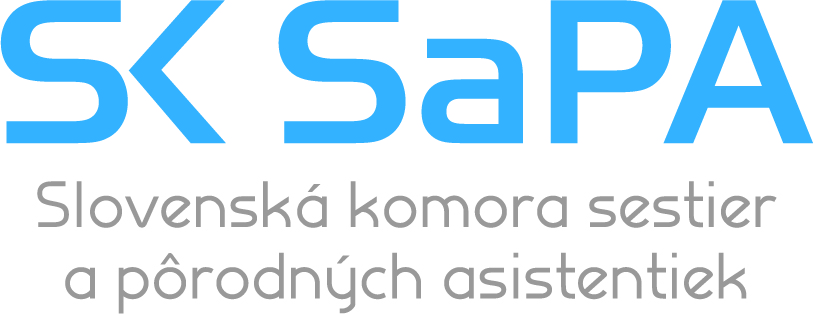 SK SaPA
Slovenská komora sestier
a pôrodných asistentiek